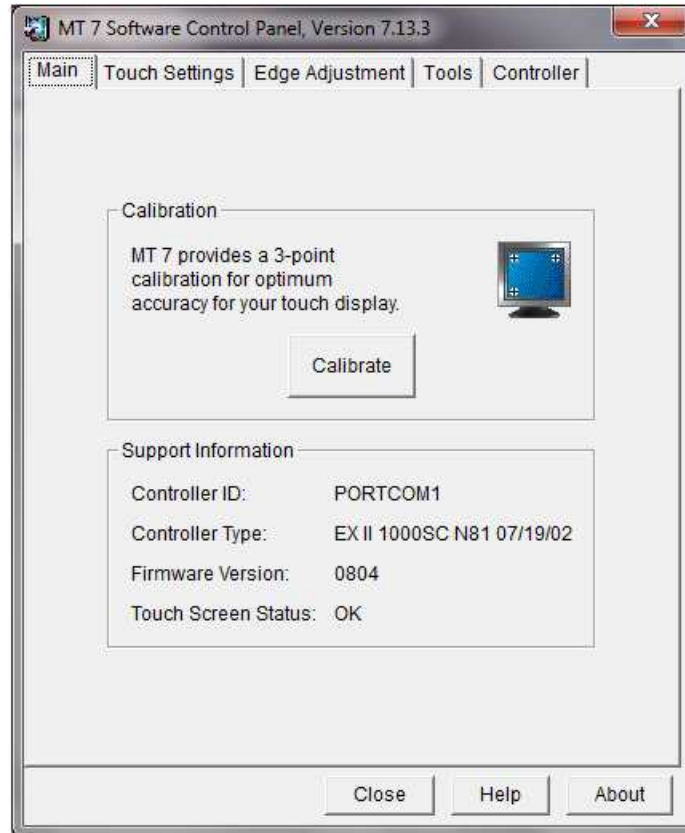 MT 7 Software Control Panel, Version 7.13.3
Main Touch Settings Edge Adjustment Tools Controller
Calibration
MT 7 provides a 3-point
calibration for optimum
accuracy for your touch display.
Calibrate
Support Information
Controller ID: PORTCOM1
Controller Type: EX II 1000SC N81 07/19/02
Firmware Version: 0804
Touch Screen Status: OK
Close Help About